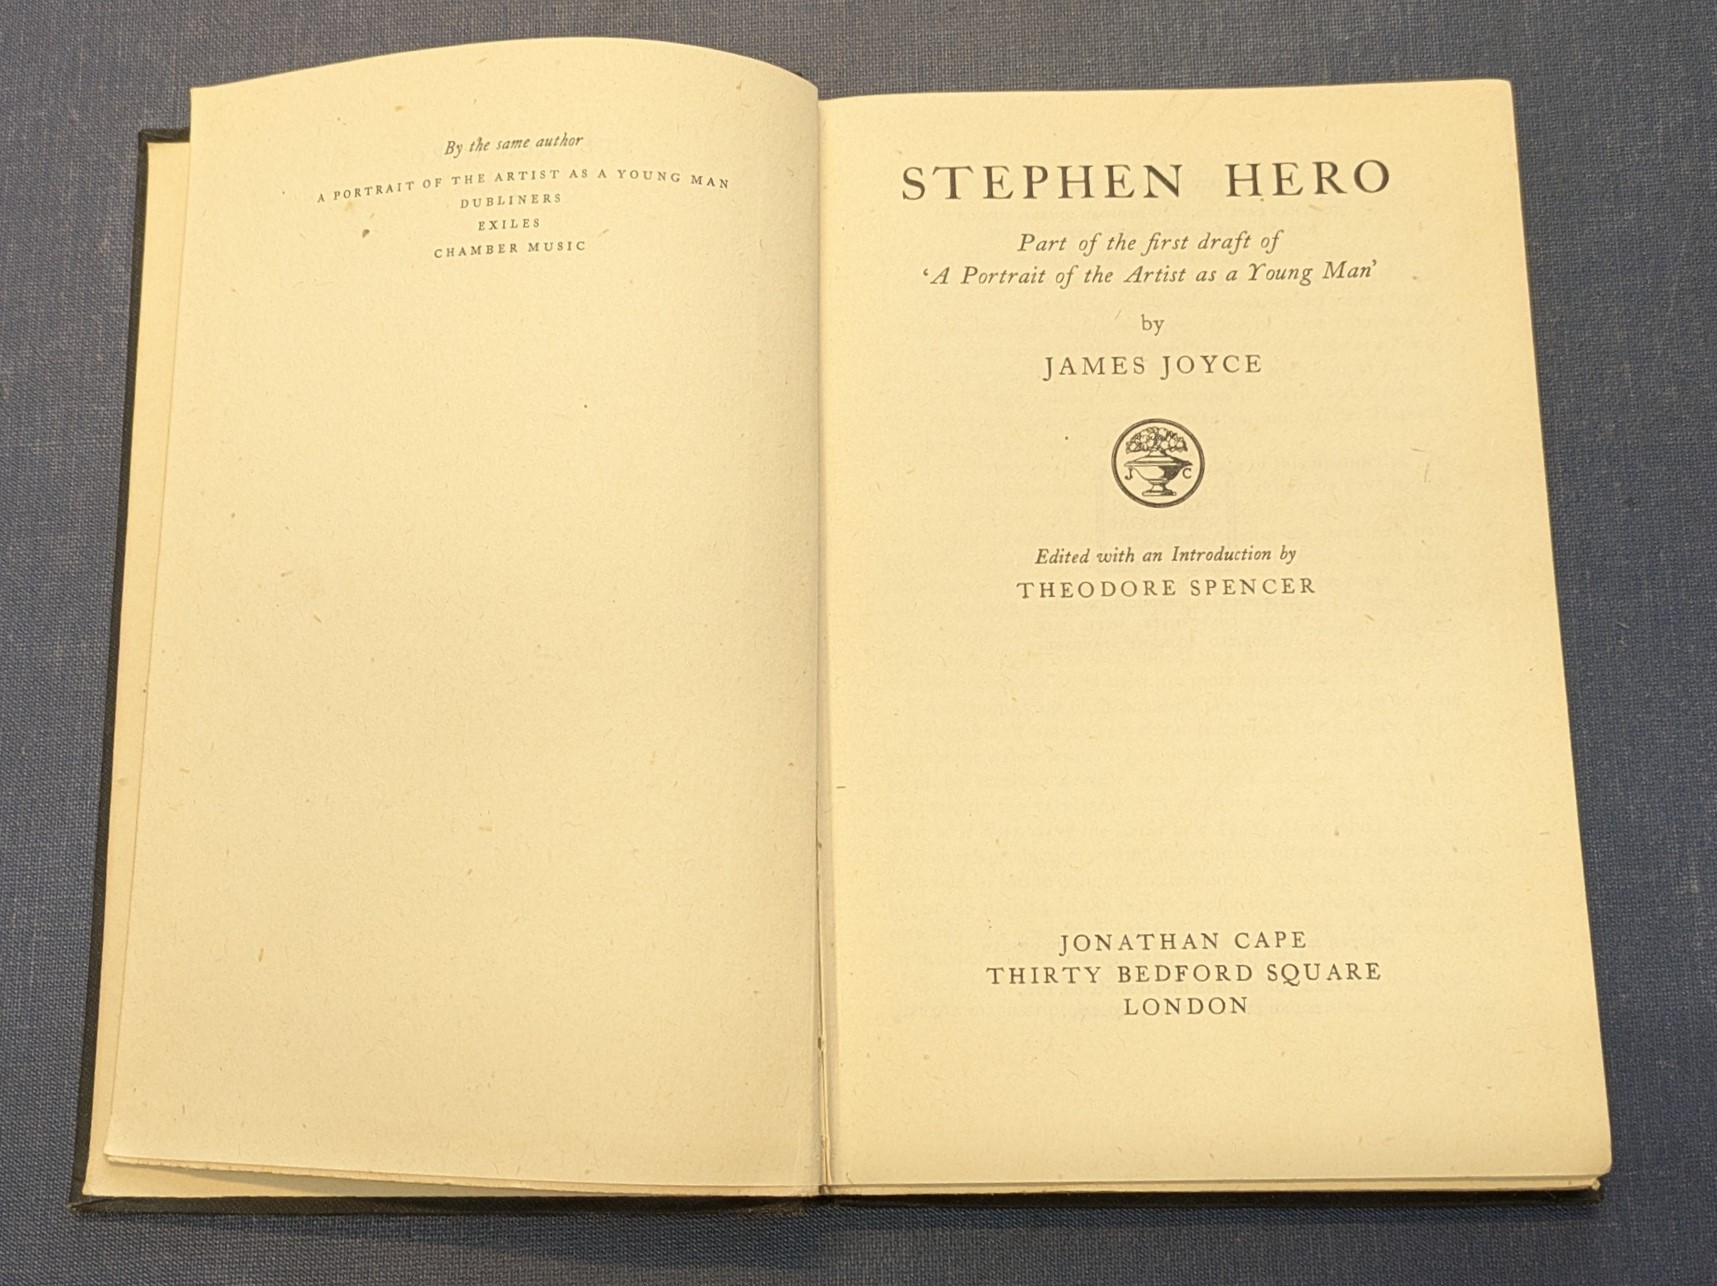 By the same author
A PORTRAIT OF THE ARTIST AS A YOUNG MAN
DUBLINERS
EXILES
CHAMBER MUSIC
STEPHEN HERO
Part of the first draft of
‘A Portrait of the Artist as a Young Man’
by
JAMES JOYCE
J C
Edited with an Introduction by
THEODORE SPENCER
JONATHAN CAPE
THIRTY BEDFORD SQUARE
LONDON